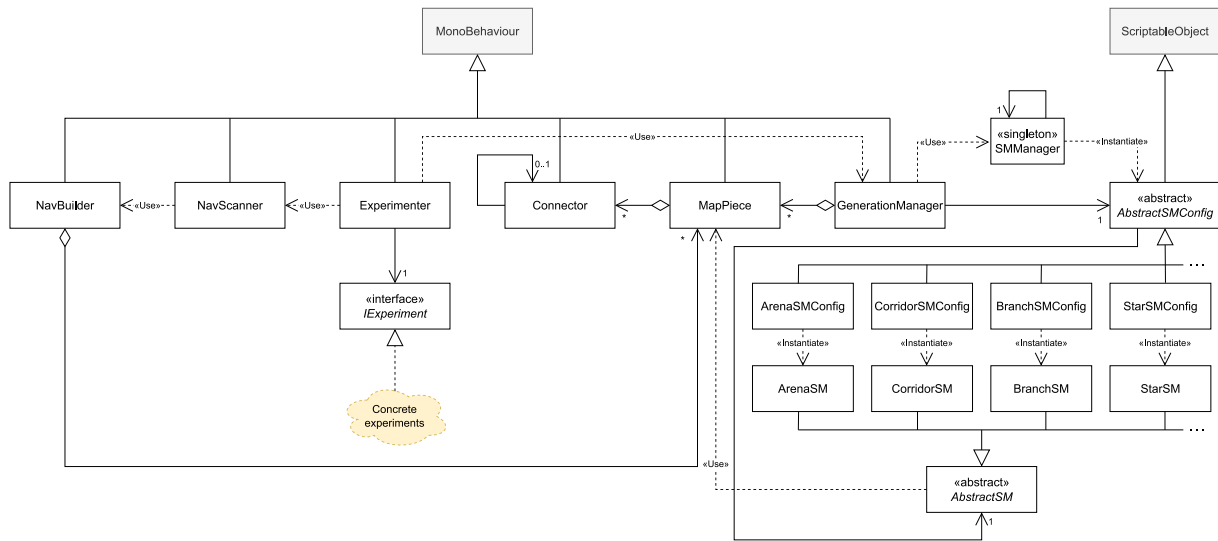 MonoBehaviour
ScriptableObject
1
«singleton»
SMManager
«Use»
«Use»
«Instantiate»
0..1
NavBuilder
«Use»
NavScanner
«Use»
Experimenter
Connector
*
MapPiece
*
GenerationManager
1
«abstract»
AbstractSMConfig
*
1
...
«interface»
IExperiment
ArenaSMConfig
CorridorSMConfig
BranchSMConfig
StarSMConfig
«Instantiate»
«Instantiate»
«Instantiate»
«Instantiate»
ArenaSM
CorridorSM
BranchSM
StarSM
Concrete
experiments
...
«Use»
«abstract»
AbstractSM
1